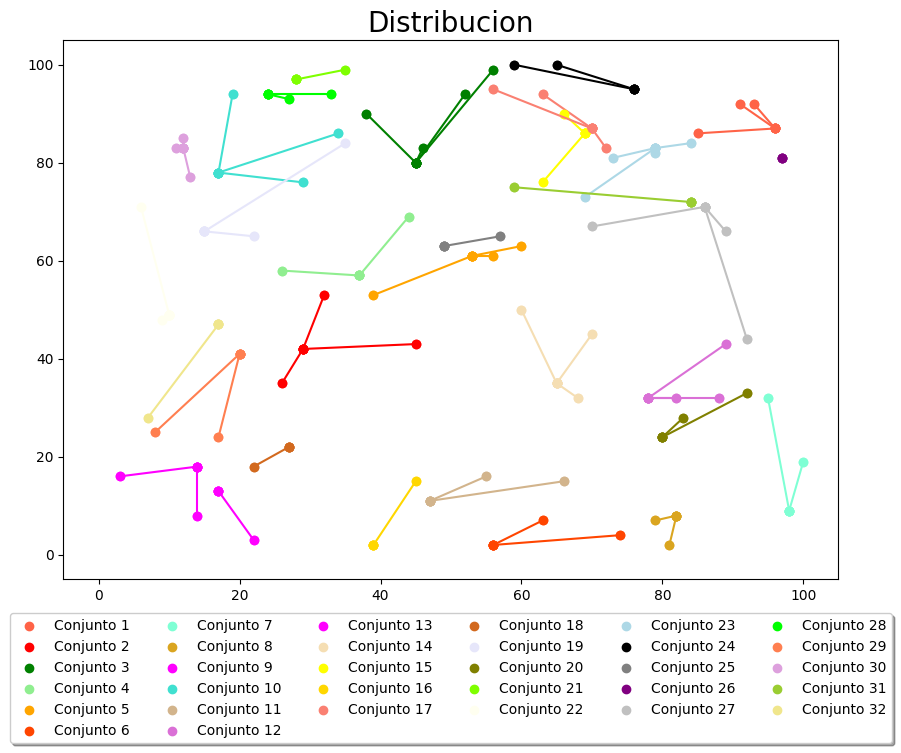 Distribucion
100
80
60
40
20
0
0 20 40 60 80 100
Conjunto 1 Conjunto 7 Conjunto 13 Conjunto 18 Conjunto 23 Conjunto 28
Conjunto 2 Conjunto 8 Conjunto 14 Conjunto 19 Conjunto 24 Conjunto 29
Conjunto 3 Conjunto 9 Conjunto 15 Conjunto 20 Conjunto 25 Conjunto 30
Conjunto 4 Conjunto 10 Conjunto 16 Conjunto 21 Conjunto 26 Conjunto 31
Conjunto 5 Conjunto 11 Conjunto 17 Conjunto 22 Conjunto 27 Conjunto 32
Conjunto 6 Conjunto 12